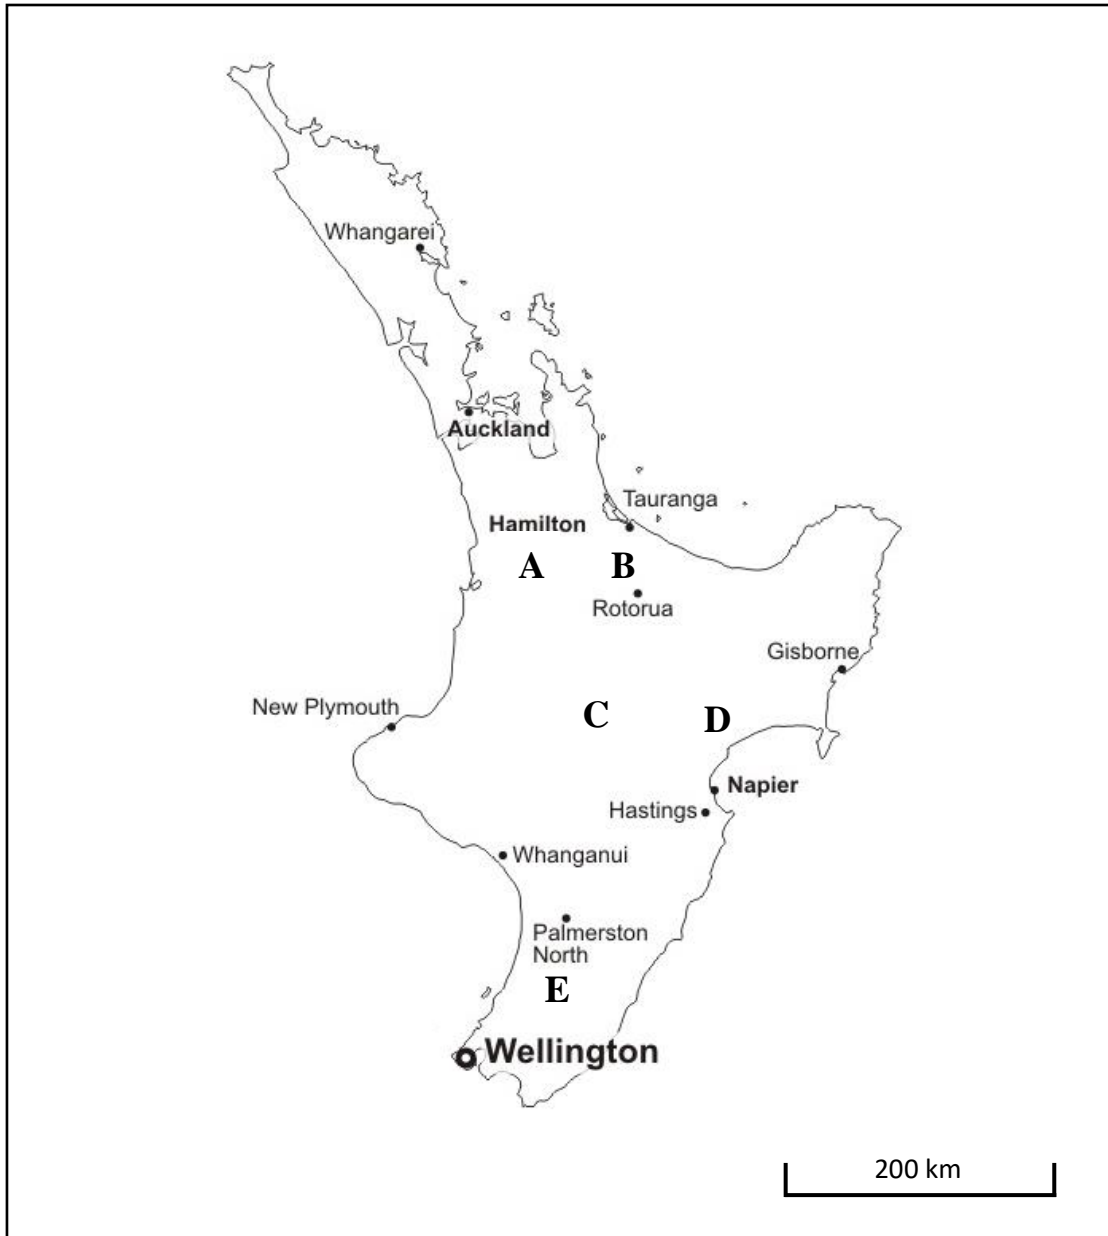 Whangarei
Auckland
Tauranga
Hamilton
A
B
Rotorua
Gisborne
New Plymouth
C
D
Napier
Hastings
Whanganui
Palmerston
North
E
Wellington
200 km